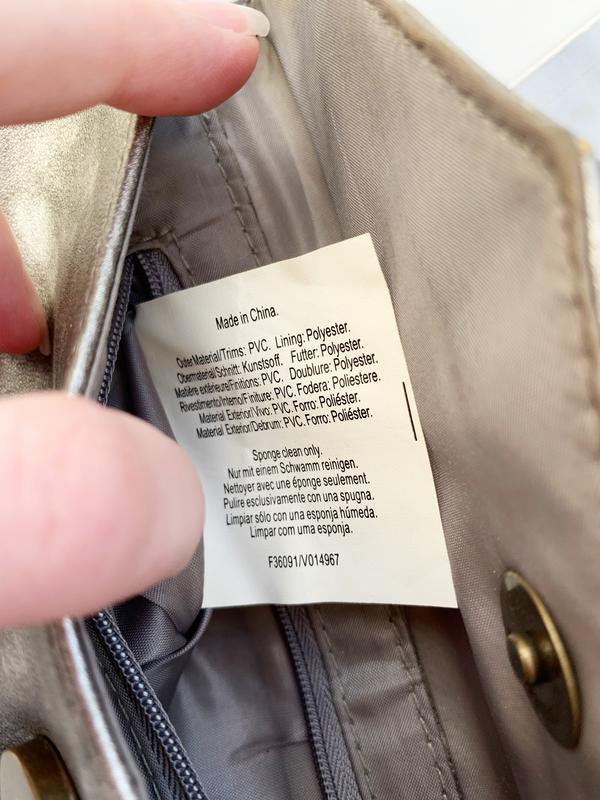 Made in China.
Outer Material/Trims: PVC. Lining: Polyester.
Obermaterial/Schnitt: Kunstoff. Futter: Polyester.
Matière extérieure/Finitions: PVC. Doublure: Polyester.
Rivestimento/Interno/Finiture: PVC. Fodera: Poliestere.
Material Exterior/Vivo: PVC. Forro: Poliéster.
Material Exterior/Debrum: PVC. Forro: Poliéster.
Sponge clean only.
Nur mit einem Schwamm reinigen.
Nettoyer avec une éponge seulement.
Pulire esclusivamente con una spugna.
Limpiar sólo con una esponja húmeda.
Limpar com uma esponja.
F36091/V014967